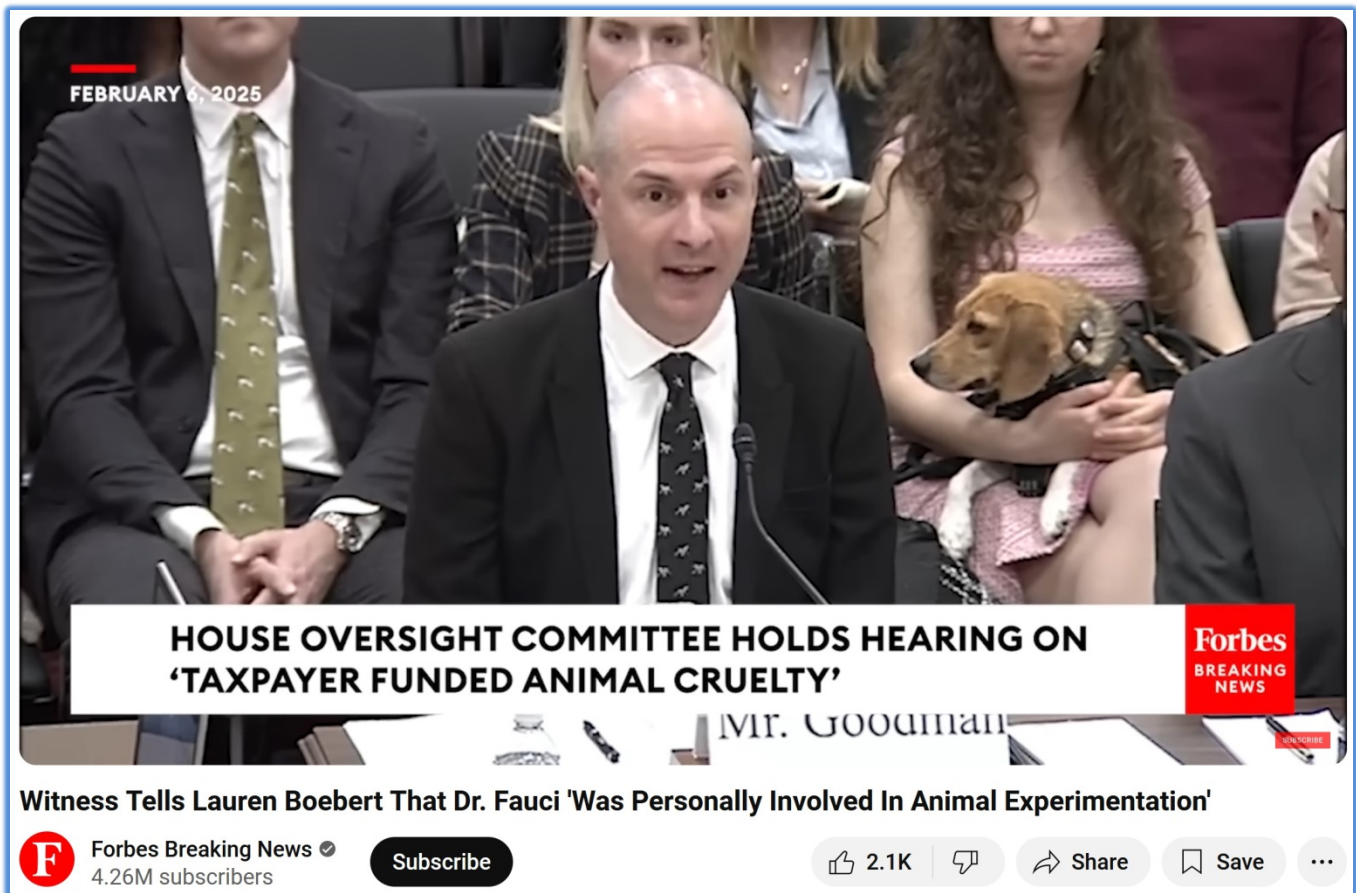 FEBRUARY 6, 2025
HOUSE OVERSIGHT COMMITTEE HOLDS HEARING ON
‘TAXPAYER FUNDED ANIMAL CRUELTY’
Forbes
BREAKING
NEWS
Mr. Goodman
SUBSCRIBE
Witness Tells Lauren Boebert That Dr. Fauci 'Was Personally Involved In Animal Experimentation'
F
Forbes Breaking News
4.26M subscribers
Subscribe
2.1K
Share
Save